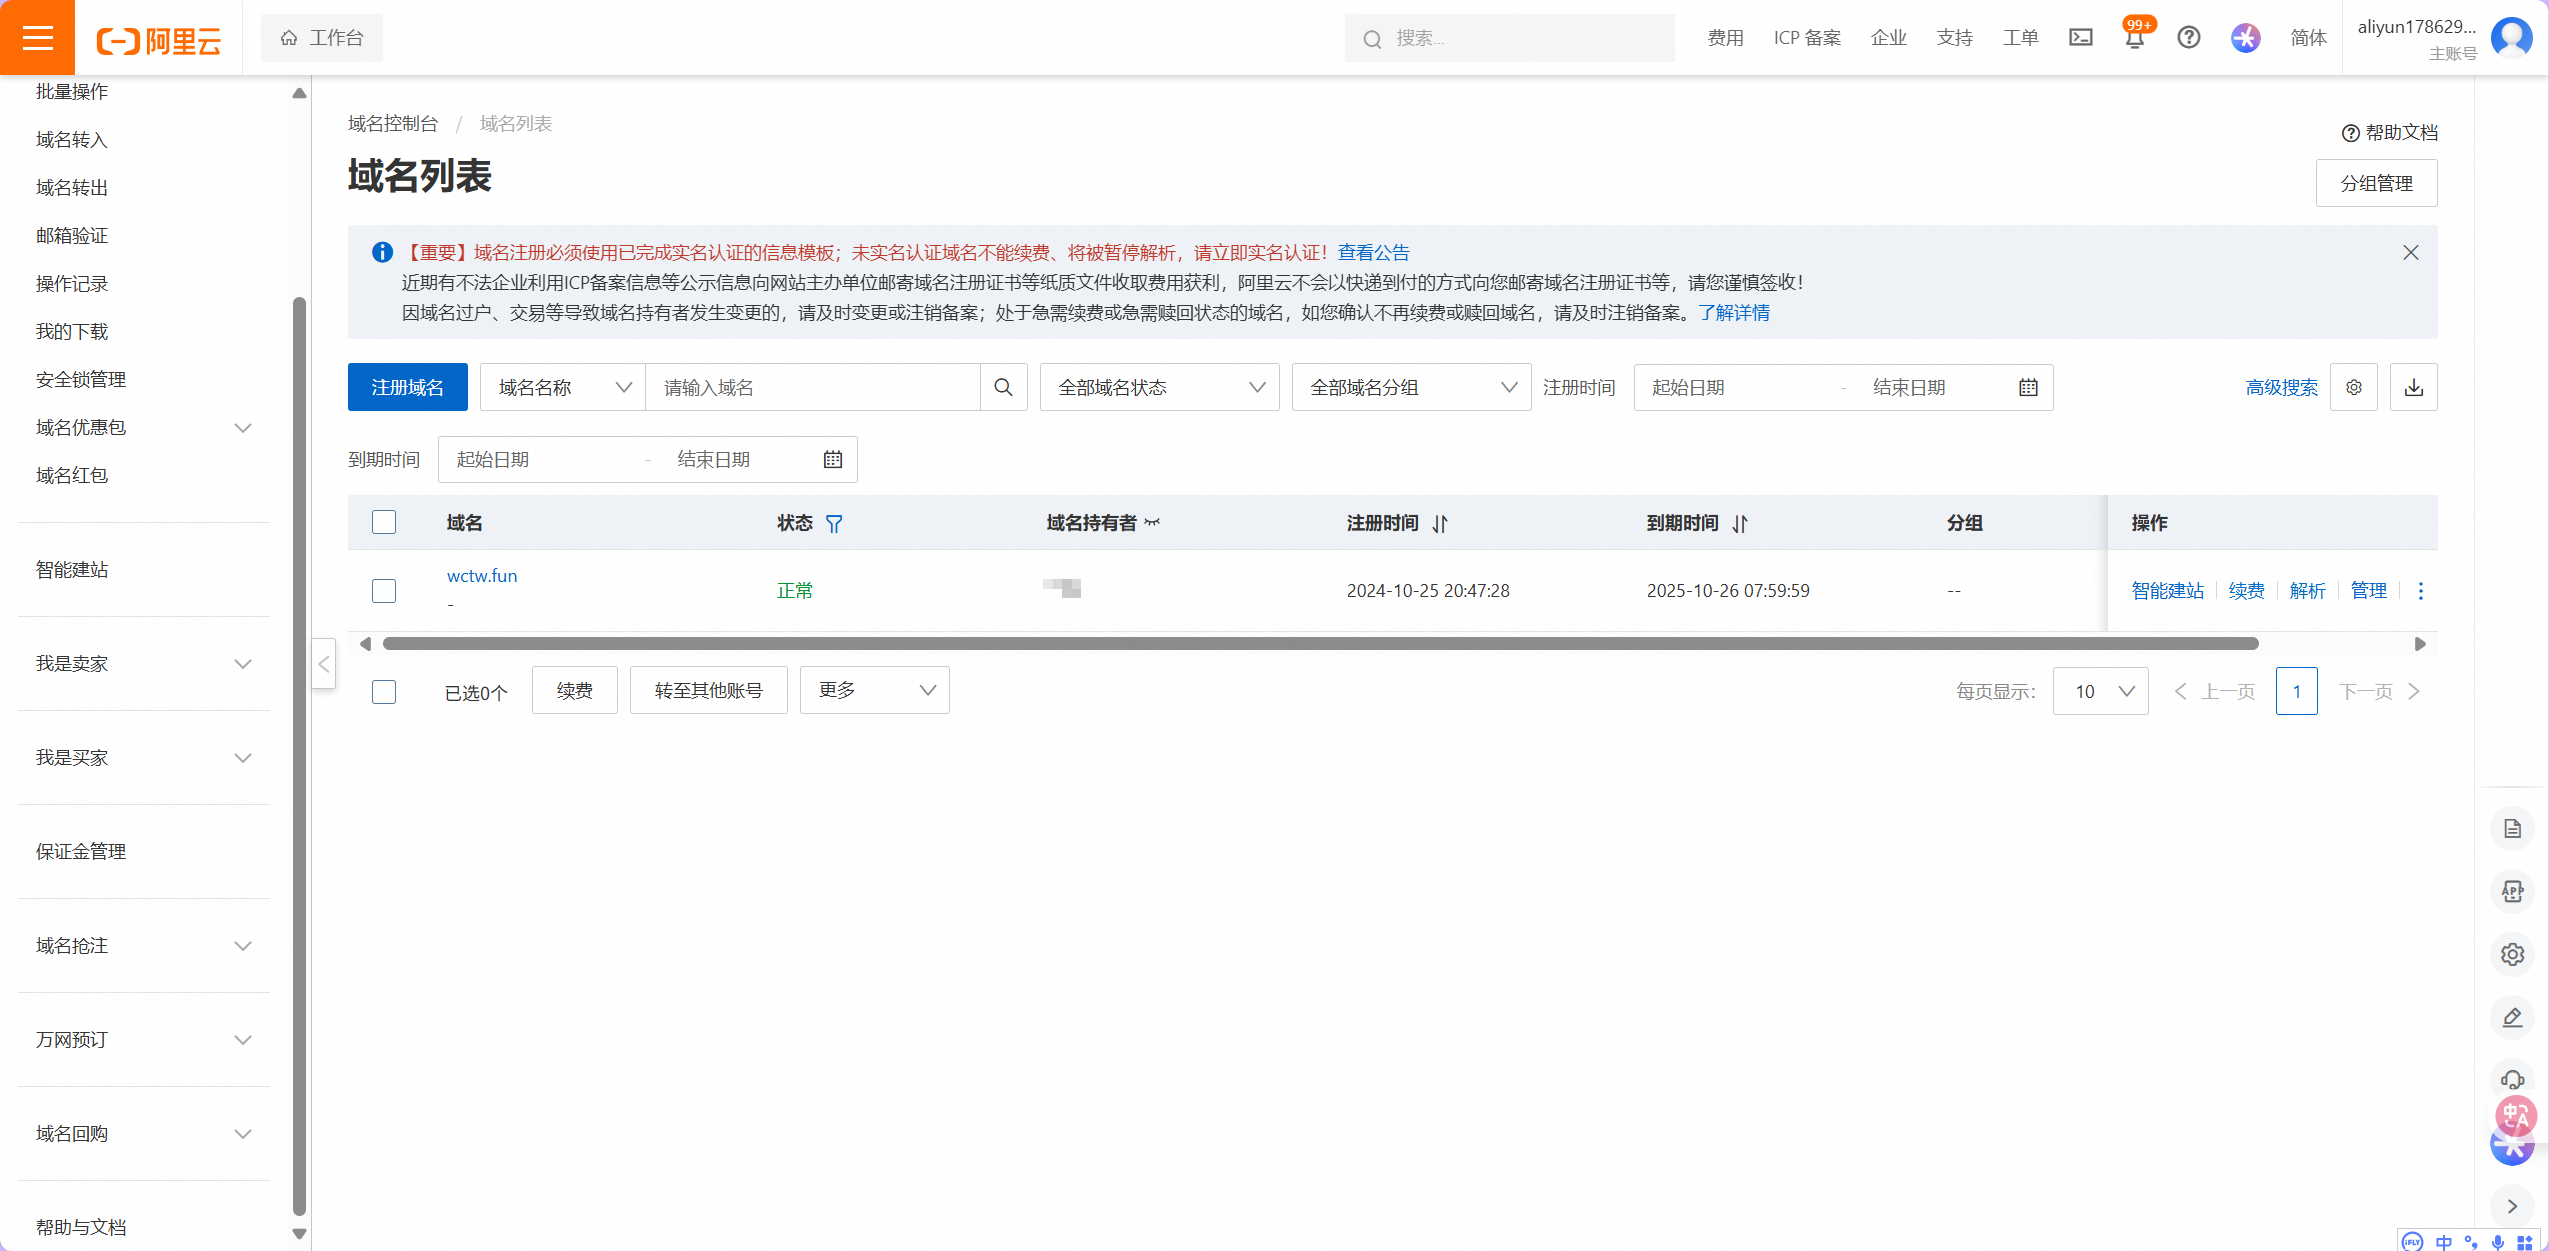 阿里云
工作台
搜索...
费用
ICP 备案
企业
支持
工单
99+
简体
aliyun178629...
主账号
批量操作
域名转入
域名转出
邮箱验证
操作记录
我的下载
安全锁管理
域名优惠包
域名红包
智能建站
我是卖家
我是买家
保证金管理
域名抢注
万网预订
域名回购
帮助与文档
域名控制台 / 域名列表
帮助文档
域名列表
分组管理
【重要】域名注册必须使用已完成实名认证的信息模板；未实名认证域名不能续费、将被暂停解析，请立即实名认证！查看公告
近期有不法企业利用ICP备案信息等公示信息向网站主办单位邮寄域名注册证书等纸质文件收取费用获利，阿里云不会以快递到付的方式向您邮寄域名注册证书等，请您谨慎签收！
因域名过户、交易等导致域名持有者发生变更的，请及时变更或注销备案；处于急需续费或急需赎回状态的域名，如您确认不再续费或赎回域名，请及时注销备案。了解详情
注册域名
域名名称
请输入域名
全部域名状态
全部域名分组
注册时间
起始日期 - 结束日期
高级搜索
到期时间
起始日期 - 结束日期
域名 状态 域名持有者 注册时间 到期时间 分组 操作
wctw.fun
-
正常
2024-10-25 20:47:28
2025-10-26 07:59:59
--
智能建站 续费 解析 管理
已选0个
续费
转至其他账号
更多
每页显示：
10
上一页
1
下一页
APP
中A
iFLY
中